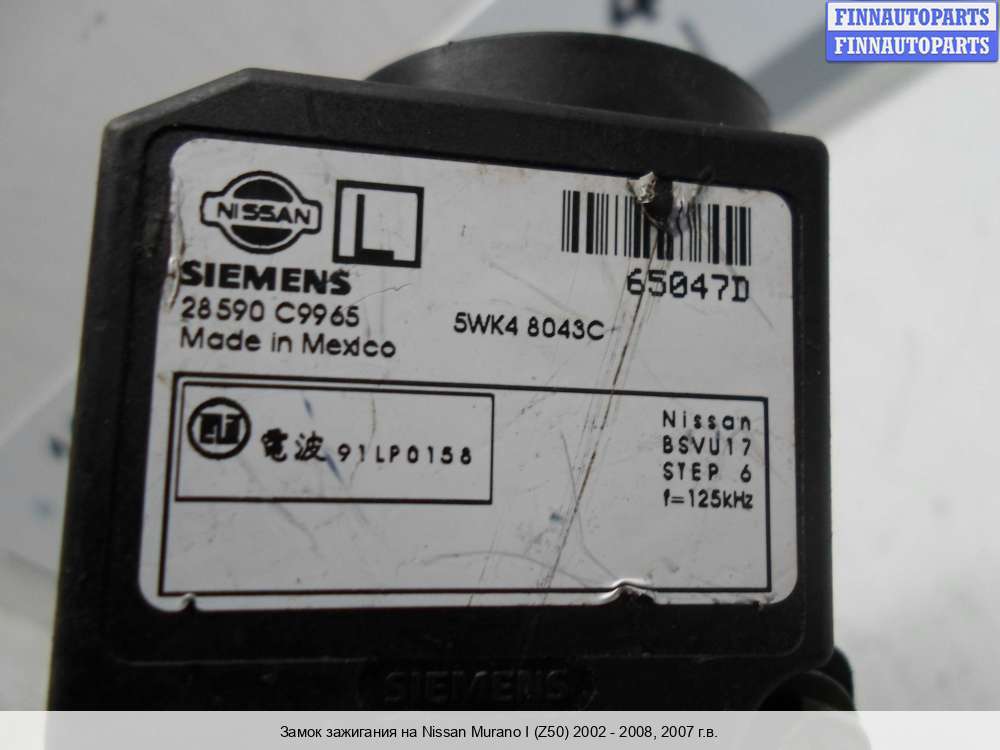 FINNAUTOPARTS
FINNAUTOPARTS
NISSAN
L
SIEMENS
28590 C9965
Made in Mexico
5WK4 8043C
65047D
電波 91LP0158
Nissan
BSVU17
STEP 6
f=125kHz
SIEMENS
Замок зажигания на Nissan Murano I (Z50) 2002 - 2008, 2007 г.в.